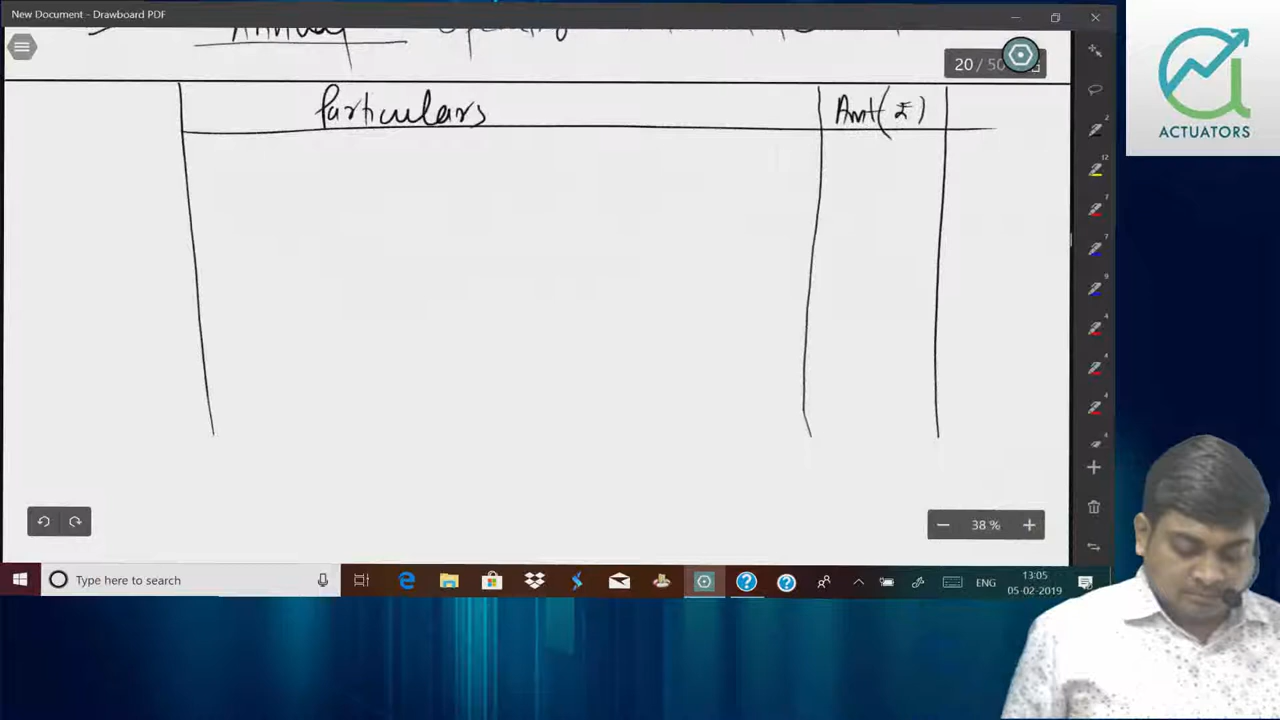 New Document - Drawboard PDF
Annual
20 / 50
Particulars Amt(₹)
ACTUATORS
38 %
Type here to search
ENG
13:05
05-02-2019